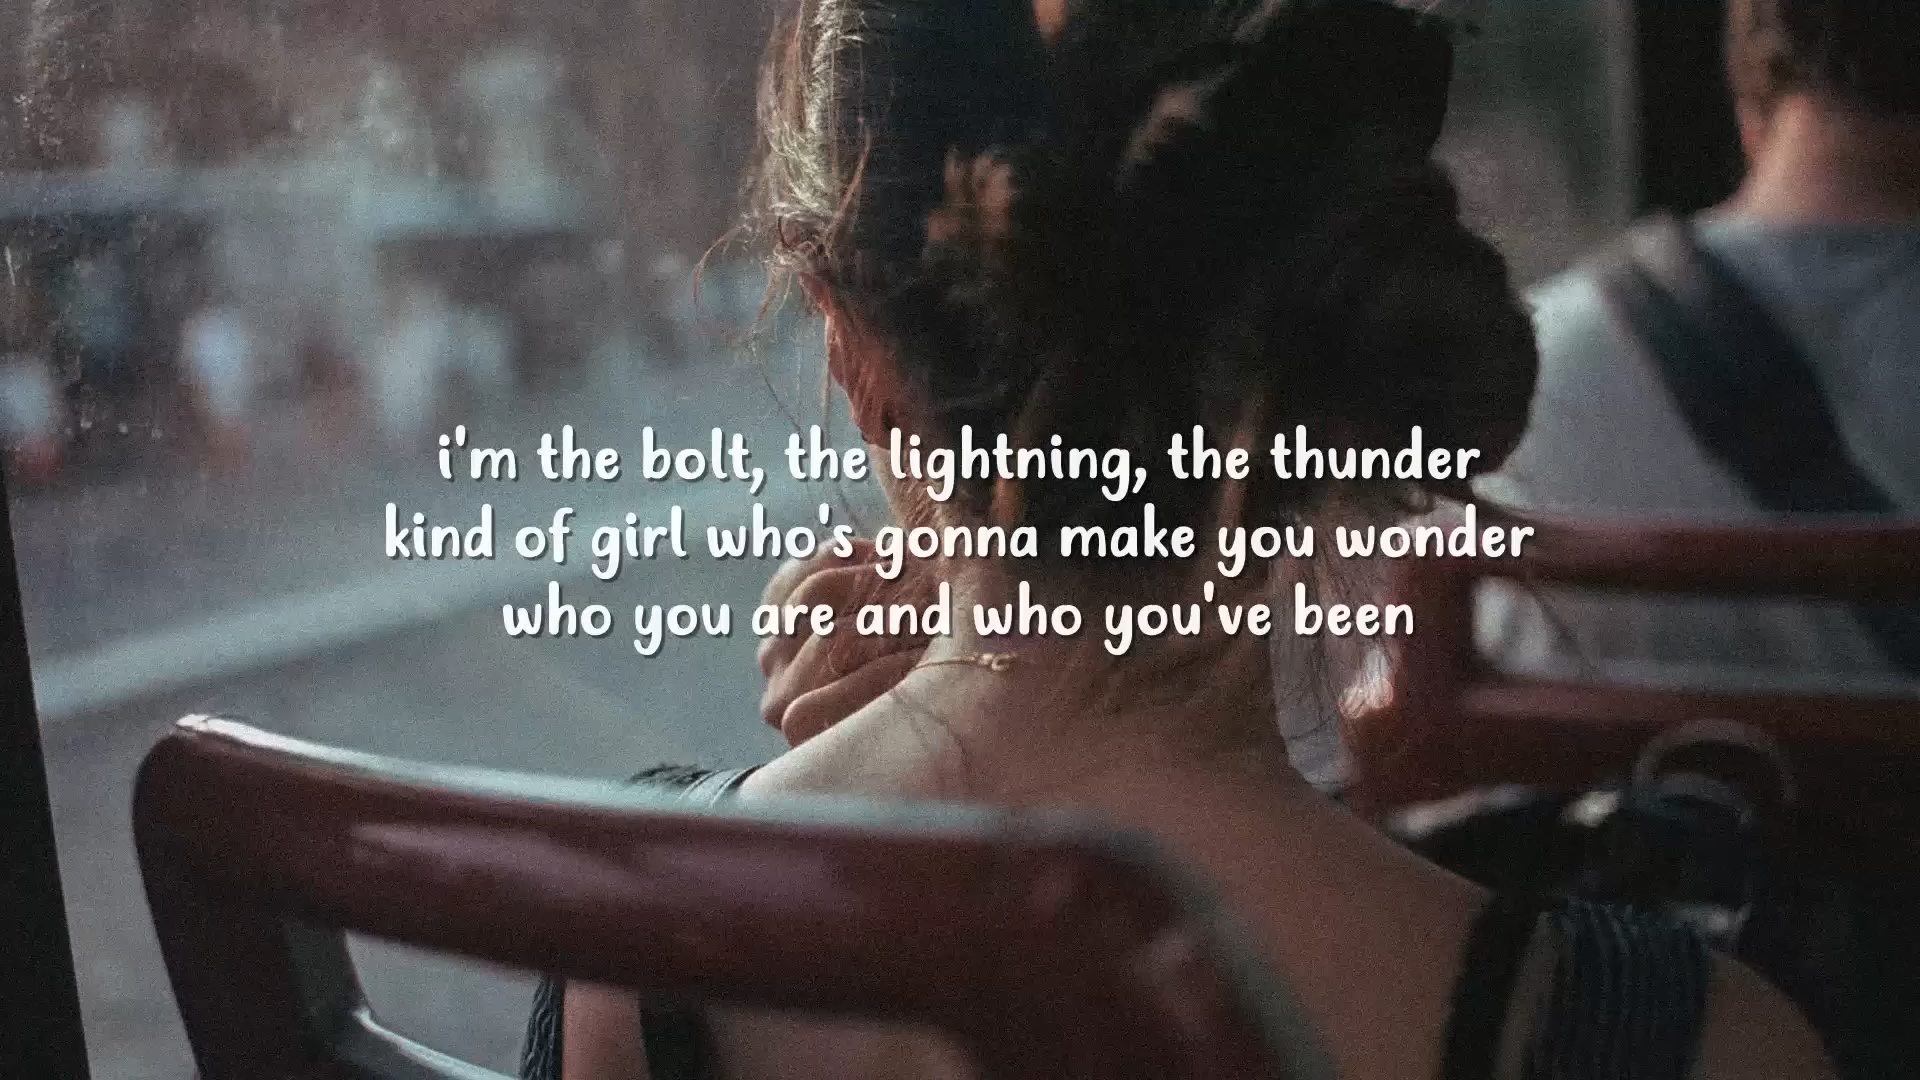 i'm the bolt, the lightning, the thunder
kind of girl who's gonna make you wonder
who you are and who you've been